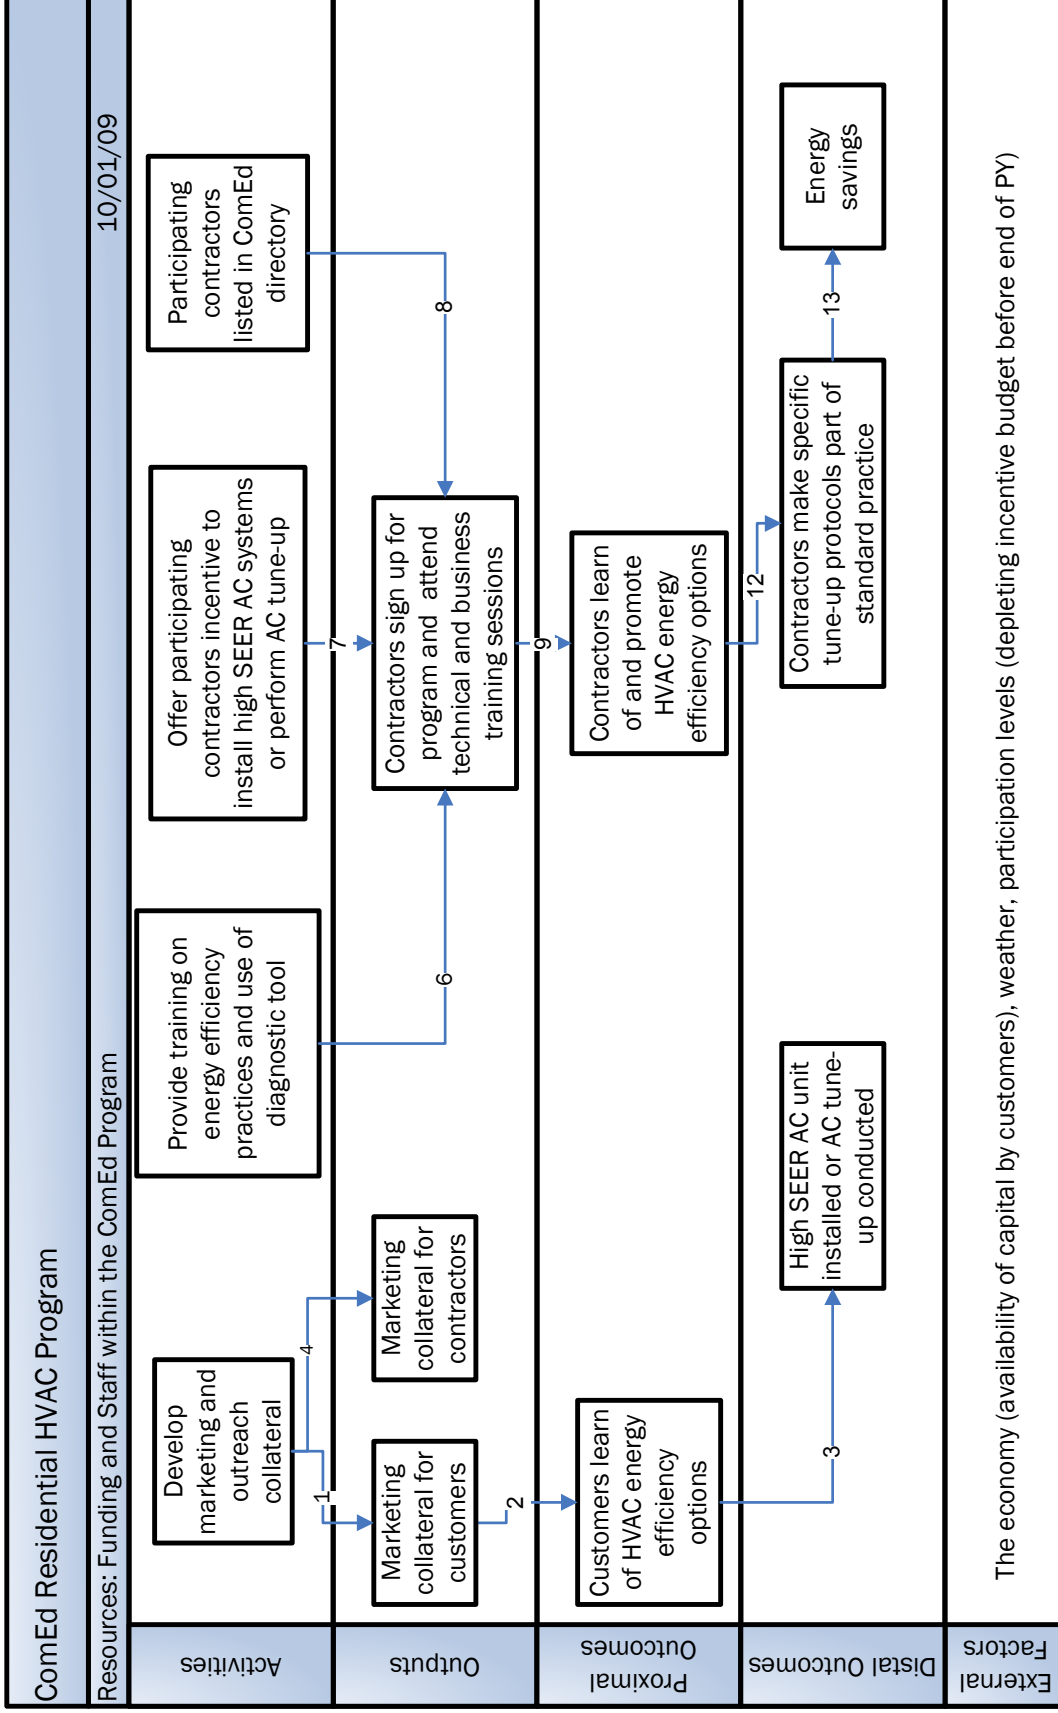 ComEd Residential HVAC Program
Resources: Funding and Staff within the ComEd Program 10/01/09
Activities
Develop
marketing and
outreach
collateral
Provide training on
energy efficiency
practices and use of
diagnostic tool
Offer participating
contractors incentive to
install high SEER AC systems
or perform AC tune-up
Participating
contractors
listed in ComEd
directory
1
4
6
7
8
Outputs
Marketing
collateral for
customers
Marketing
collateral for
contractors
Contractors sign up for
program and attend
technical and business
training sessions
2
9
Proximal
Outcomes
Customers learn
of HVAC energy
efficiency
options
Contractors learn
of and promote
HVAC energy
efficiency options
3
12
Distal Outcomes
High SEER AC unit
installed or AC tune-
up conducted
Contractors make specific
tune-up protocols part of
standard practice
13
Energy
savings
External
Factors
The economy (availability of capital by customers), weather, participation levels (depleting incentive budget before end of PY)